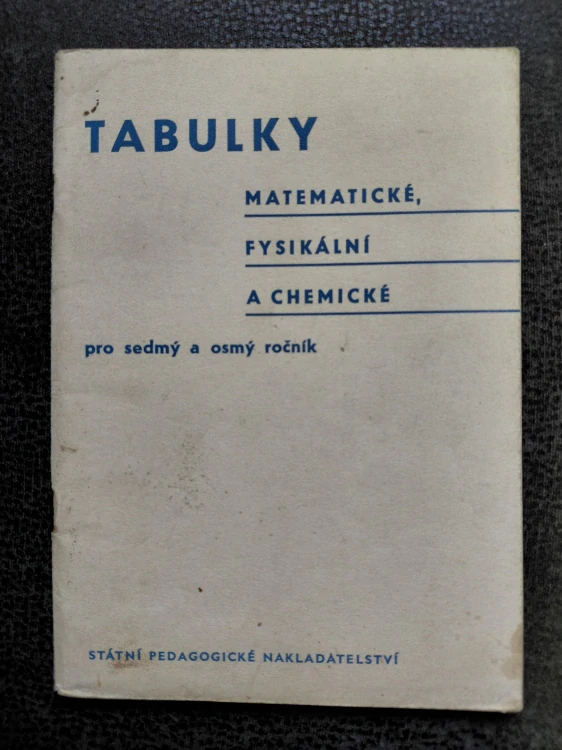 TABULKY
MATEMATICKÉ,
FYSIKÁLNÍ
A CHEMICKÉ
pro sedmý a osmý ročník
STÁTNÍ PEDAGOGICKÉ NAKLADATELSTVÍ